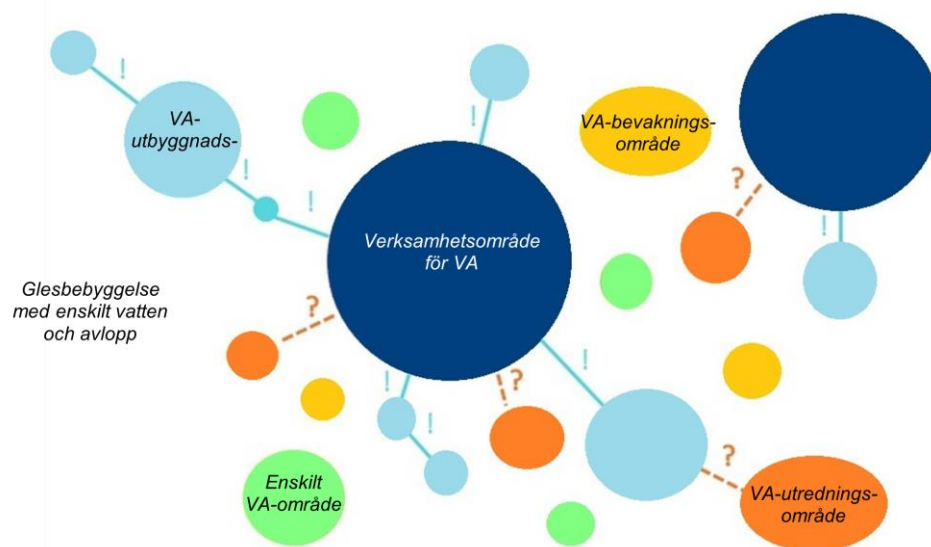 !
!
VA-
utbyggnads-
!
VA-bevaknings-
område
?
!
!
!
Verksamhetsområde
för VA
Glesbebyggelse
med enskilt vatten
och avlopp
?
!
!
?
!
?
Enskilt
VA-område
VA-utrednings-
område